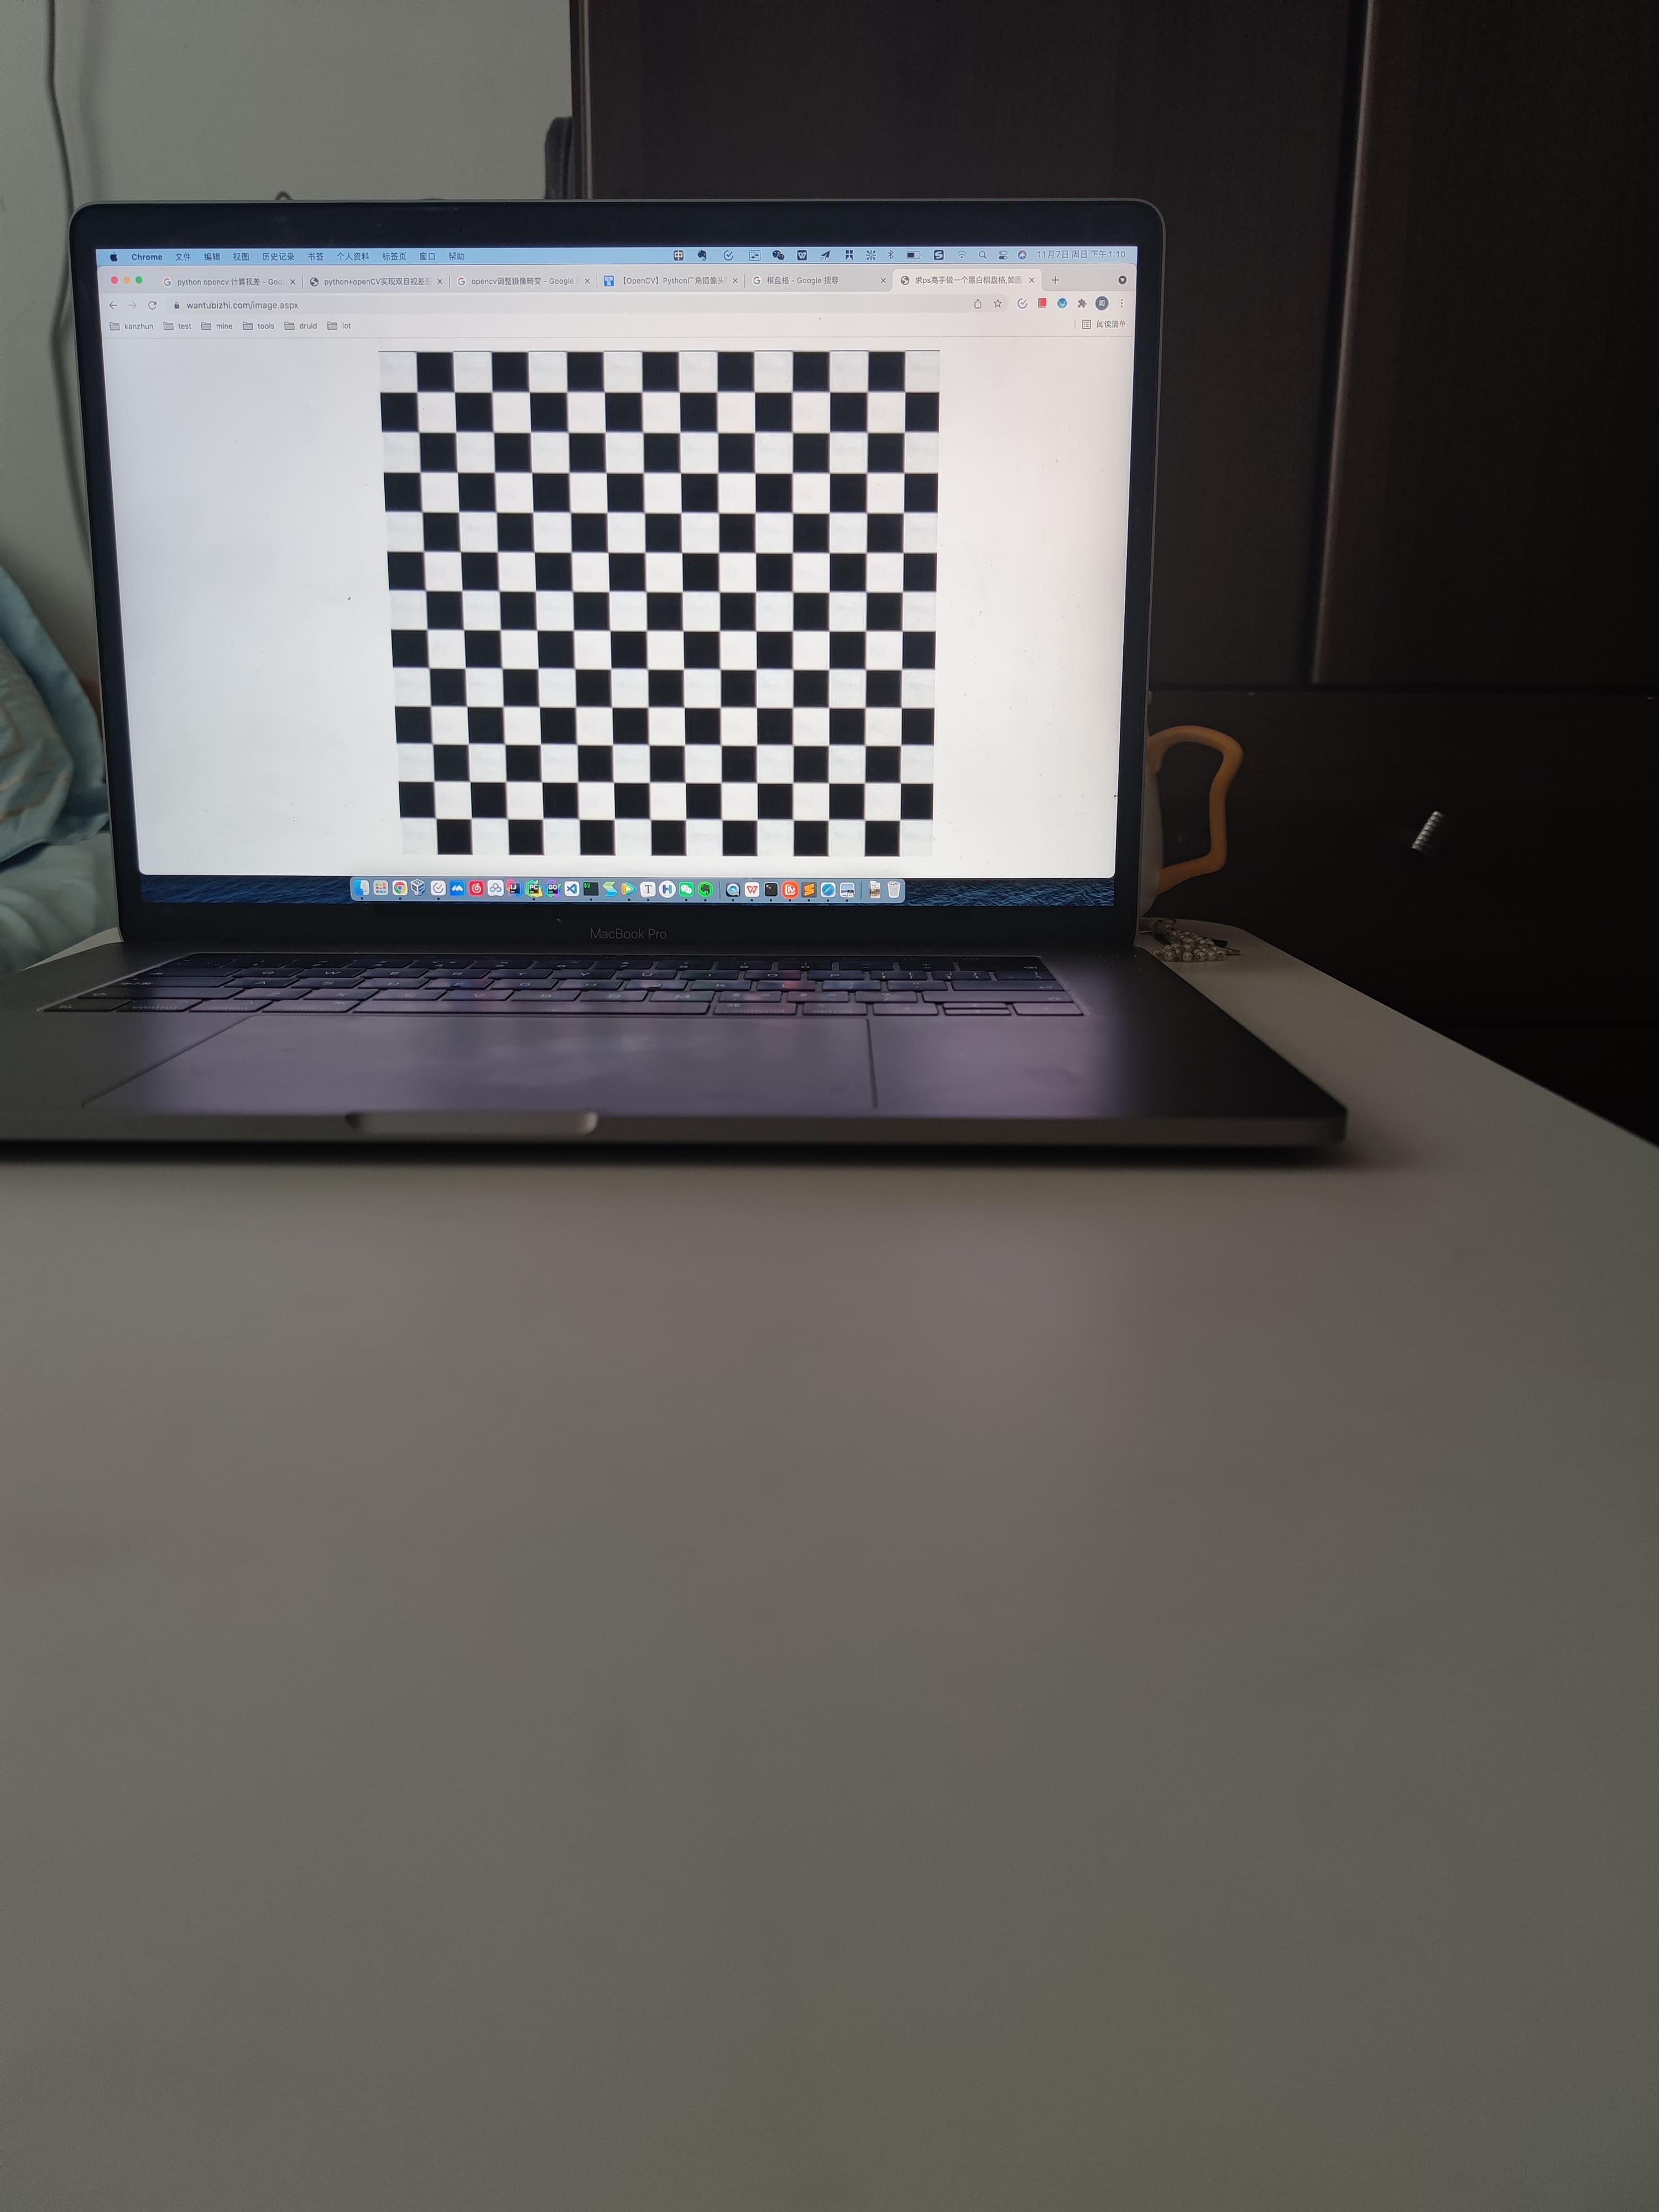 Chrome 文件 编辑 视图 历史记录 书签 个人资料 标签页 窗口 帮助 11月7日 周日 下午1:10
python opencv 计算视差 - Goo
python+openCV实现双目视差图
opencv调整摄像畸变 - Google
【OpenCV】Python广角摄像头
棋盘格 - Google 搜尋
求ps高手做一个黑白棋盘格,如图
wantubizhi.com/image.aspx
kanzhun test mine tools druid iot 阅读清单
MacBook Pro